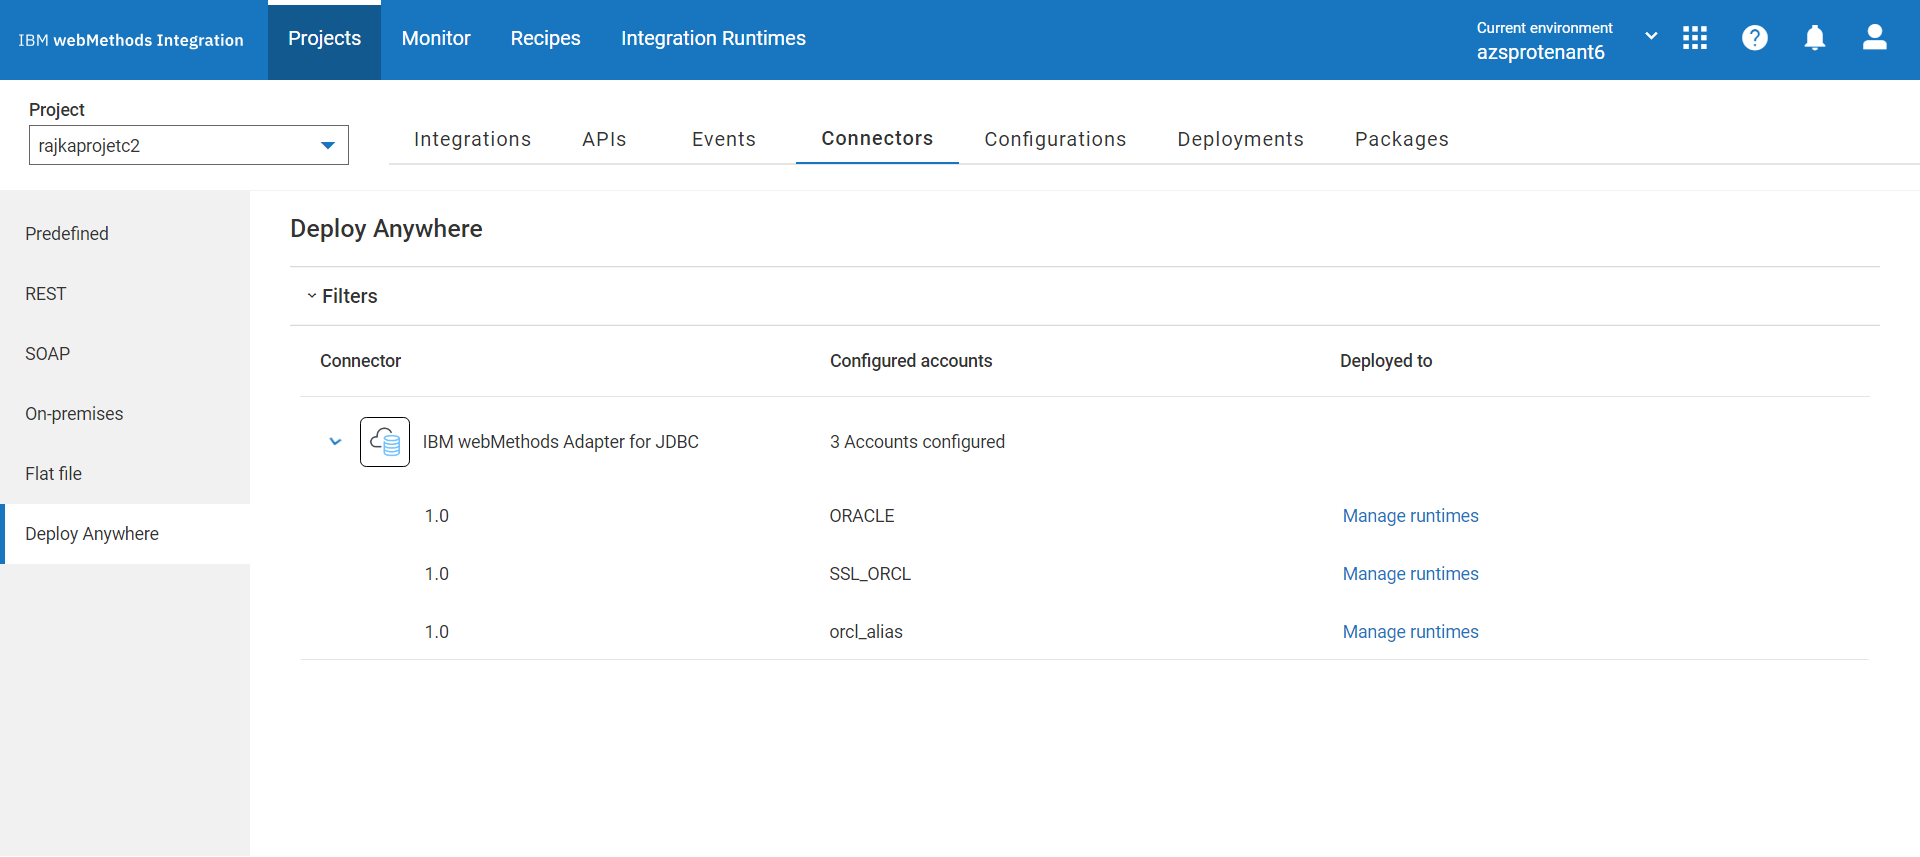 IBM webMethods Integration
Projects
Monitor
Recipes
Integration Runtimes
Current environment
azsprotenant6
Project
rajkaprojetc2
Integrations
APIs
Events
Connectors
Configurations
Deployments
Packages
Predefined
REST
SOAP
On-premises
Flat file
Deploy Anywhere
Deploy Anywhere
Filters
Connector Configured accounts Deployed to
IBM webMethods Adapter for JDBC 3 Accounts configured
1.0 ORACLE Manage runtimes
1.0 SSL_ORCL Manage runtimes
1.0 orcl_alias Manage runtimes